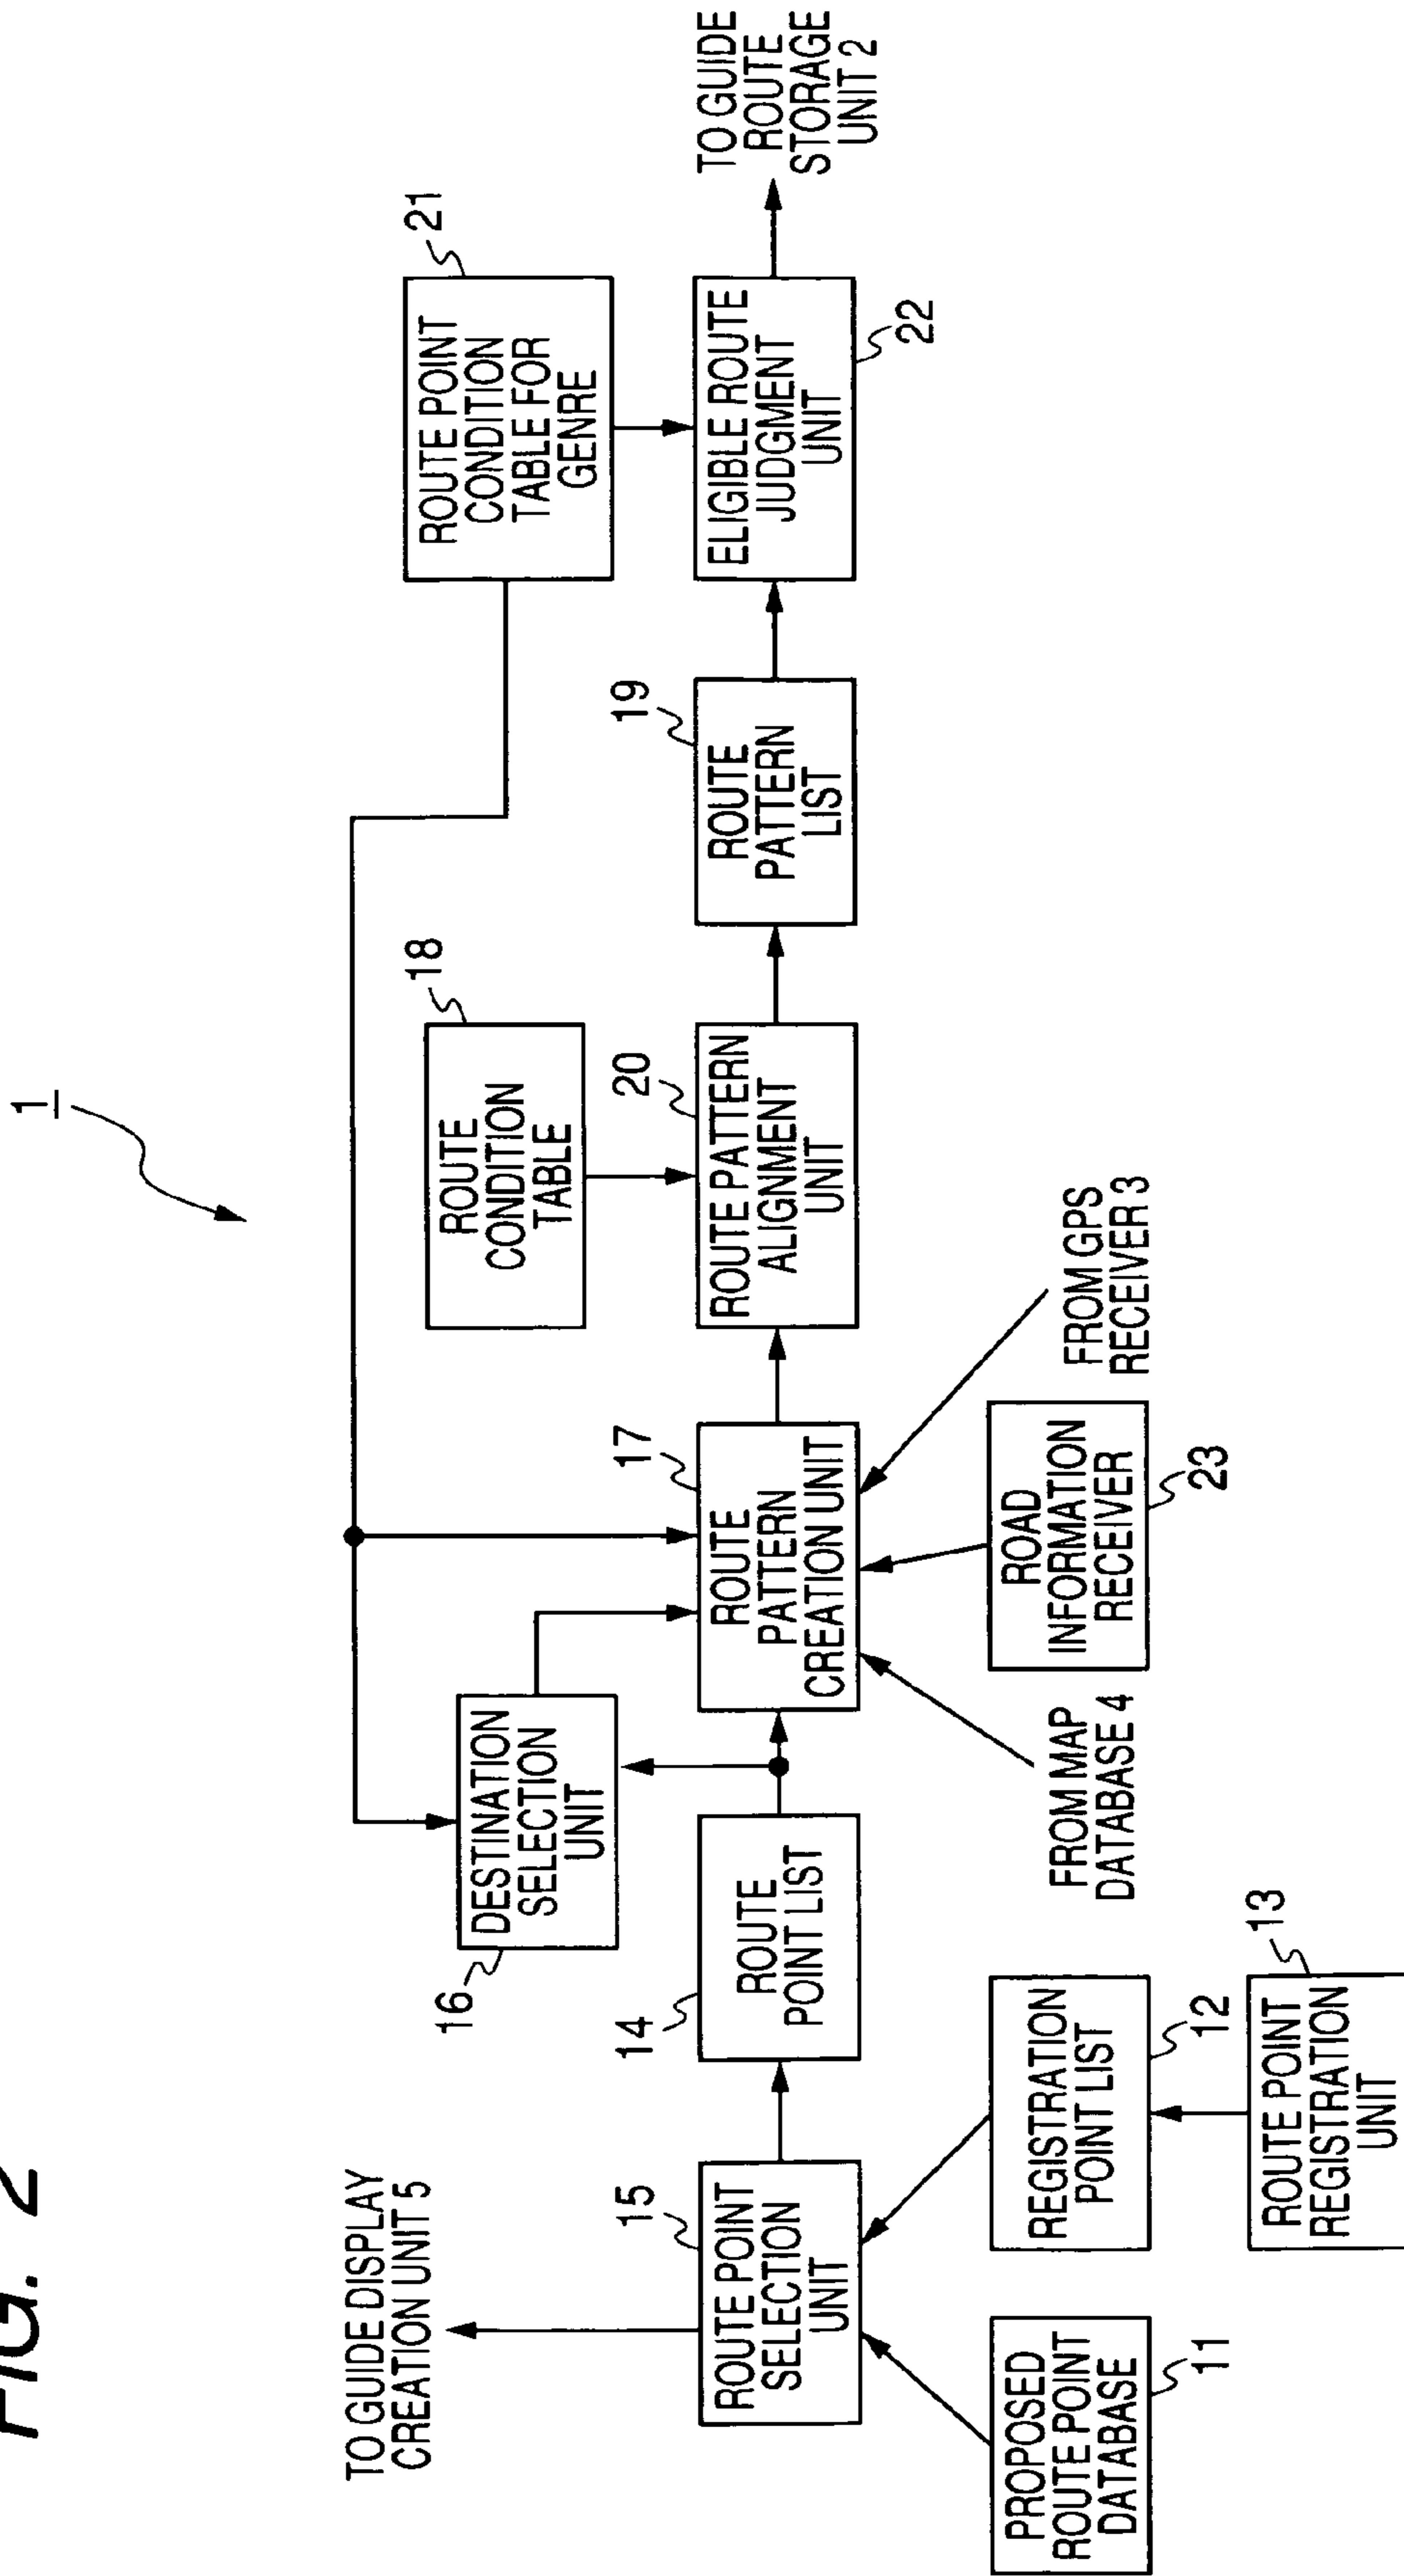 FIG. 2
1
TO GUIDE DISPLAY
CREATION UNIT 5
15
ROUTE POINT
SELECTION
UNIT
PROPOSED
ROUTE POINT
DATABASE
11
REGISTRATION
POINT LIST
12
ROUTE POINT
REGISTRATION
UNIT
13
14
ROUTE
POINT LIST
16
DESTINATION
SELECTION
UNIT
17
ROUTE
PATTERN
CREATION UNIT
FROM MAP
DATABASE 4
ROAD
INFORMATION
RECEIVER
23
FROM GPS
RECEIVER 3
18
ROUTE
CONDITION
TABLE
20
ROUTE PATTERN
ALIGNMENT
UNIT
19
ROUTE
PATTERN
LIST
21
ROUTE POINT
CONDITION
TABLE FOR
GENRE
ELIGIBLE ROUTE
JUDGMENT
UNIT
22
TO GUIDE
ROUTE
STORAGE
UNIT 2